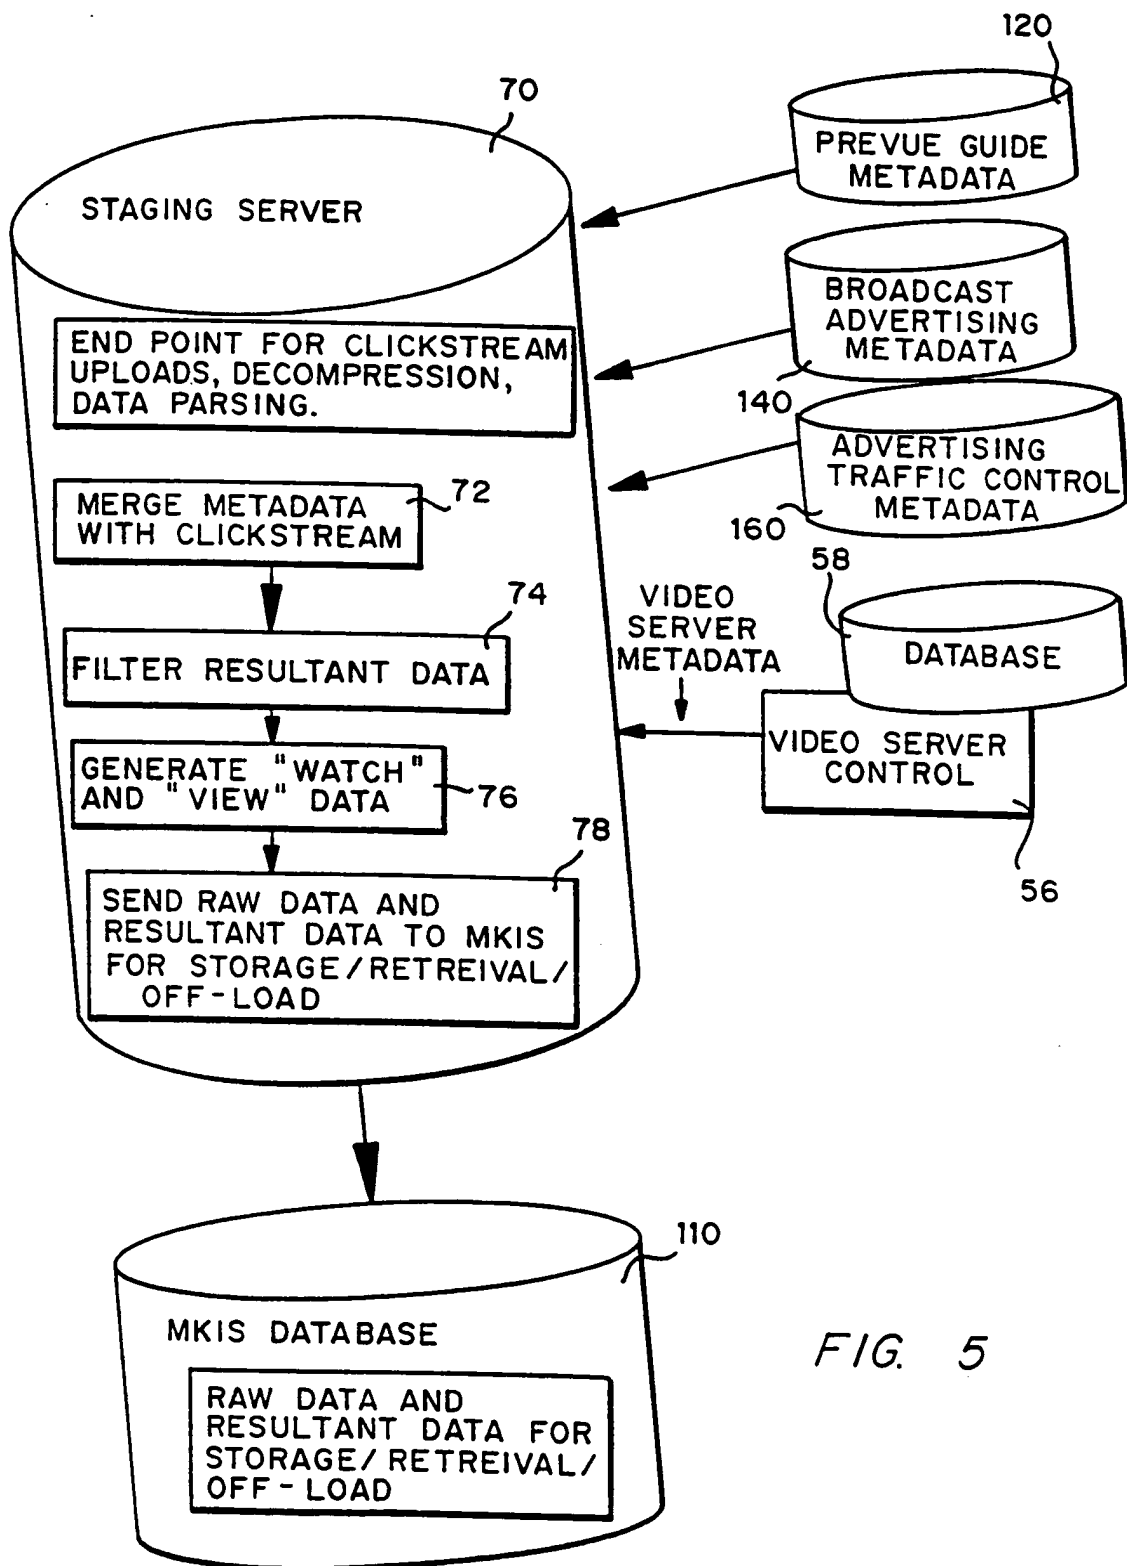 120
PREVUE GUIDE
METADATA
70
STAGING SERVER
BROADCAST
ADVERTISING
METADATA
140
END POINT FOR CLICKSTREAM
UPLOADS, DECOMPRESSION,
DATA PARSING.
ADVERTISING
TRAFFIC CONTROL
METADATA
160
72
MERGE METADATA
WITH CLICKSTREAM
58
DATABASE
VIDEO
SERVER
METADATA
74
FILTER RESULTANT DATA
VIDEO SERVER
CONTROL
56
GENERATE "WATCH"
AND "VIEW" DATA
76
78
SEND RAW DATA AND
RESULTANT DATA TO MKIS
FOR STORAGE/RETREIVAL/
OFF-LOAD
110
MKIS DATABASE
RAW DATA AND
RESULTANT DATA FOR
STORAGE/RETREIVAL/
OFF-LOAD
FIG. 5